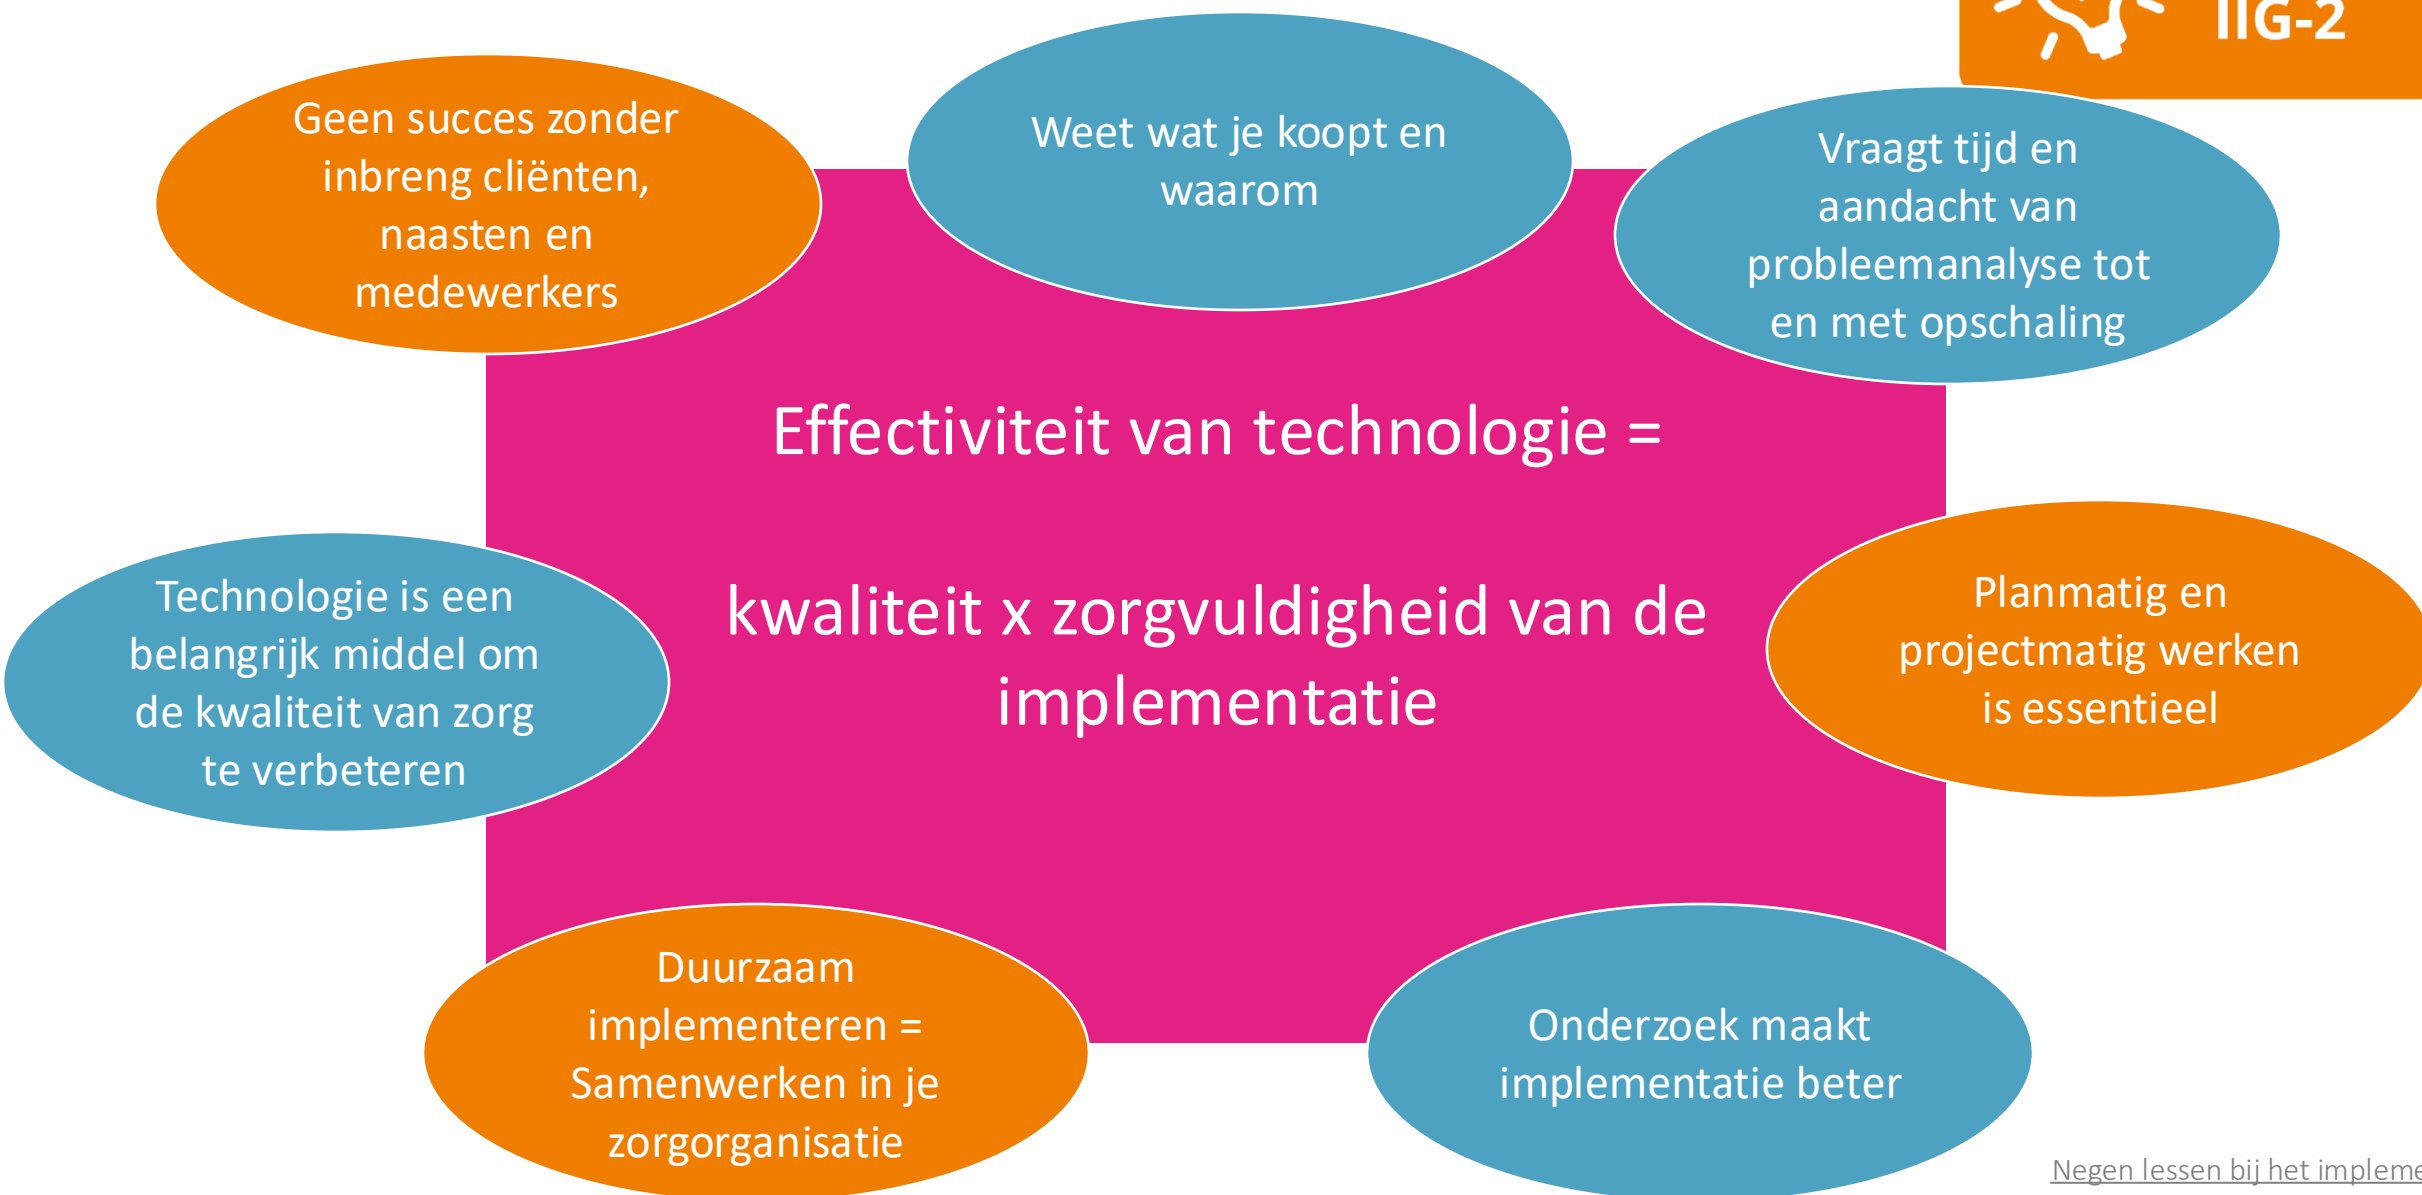 IIG-2
Geen succes zonder
inbreng cliënten,
naasten en
medewerkers
Weet wat je koopt en
waarom
Vraagt tijd en
aandacht van
probleemanalyse tot
en met opschaling
Effectiviteit van technologie =
kwaliteit x zorgvuldigheid van de
implementatie
Technologie is een
belangrijk middel om
de kwaliteit van zorg
te verbeteren
Planmatig en
projectmatig werken
is essentieel
Duurzaam
implementeren =
Samenwerken in je
zorgorganisatie
Onderzoek maakt
implementatie beter
Negen lessen bij het